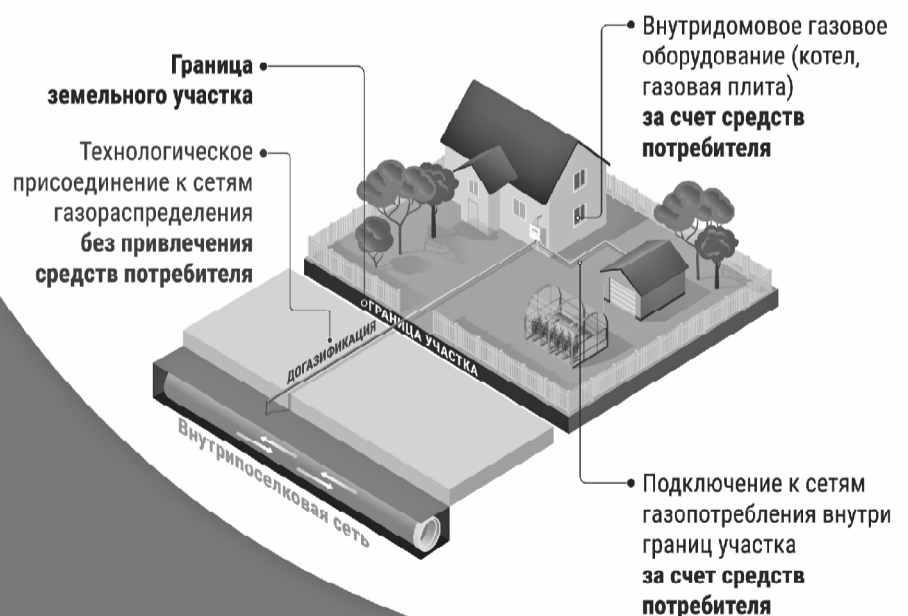 Граница
земельного участка
Технологическое
присоединение к сетям
газораспределения
без привлечения
средств потребителя
Внутридомовое газовое
оборудование (котел,
газовая плита)
за счет средств
потребителя
ГРАНИЦА УЧАСТКА
ДОГАЗИФИКАЦИЯ
Внутрипоселковая сеть
Подключение к сетям
газопотребления внутри
границ участка
за счет средств
потребителя